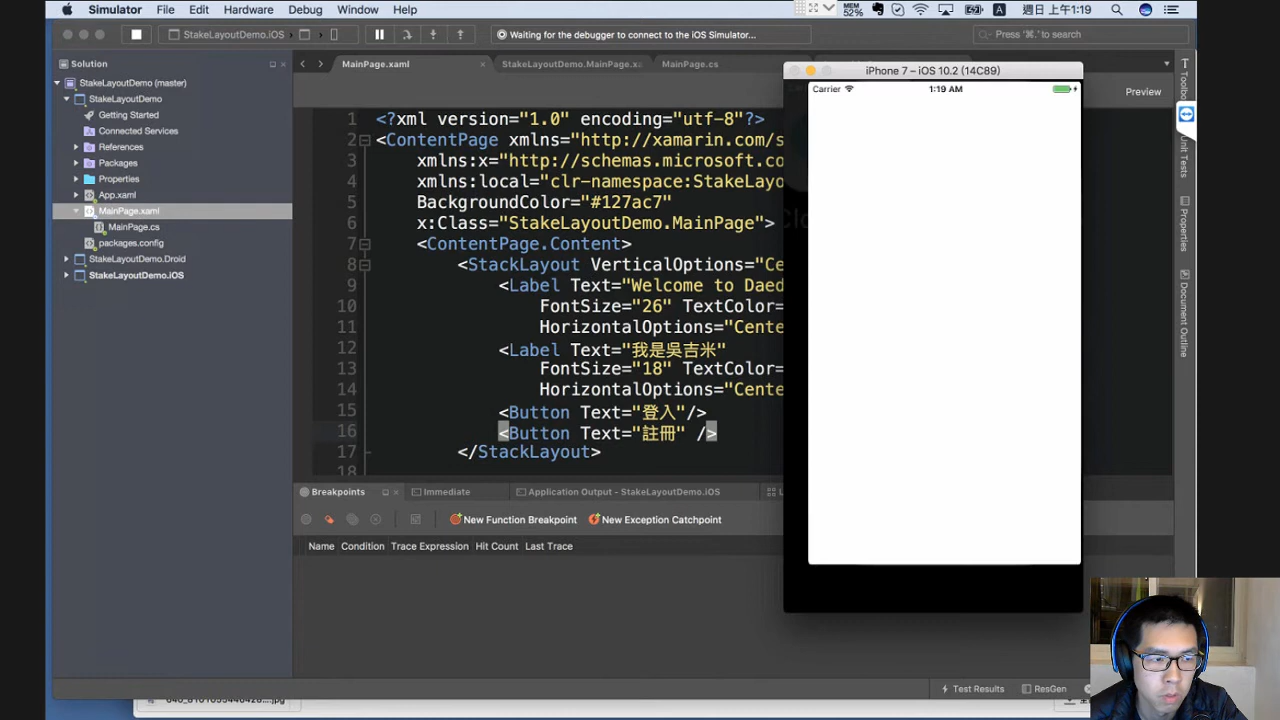 Simulator File Edit Hardware Debug Window Help MEM 52% A 週日 上午1:19
StakeLayoutDemo.iOS Waiting for the debugger to connect to the iOS Simulator... Press '⌘.' to search
Solution MainPage.xaml StakeLayoutDemo.MainPage.x MainPage.cs
iPhone 7 – iOS 10.2 (14C89)
Preview
Carrier 1:19 AM
StakeLayoutDemo (master)
StakeLayoutDemo
Getting Started
Connected Services
References
Packages
Properties
App.xaml
MainPage.xaml
MainPage.cs
packages.config
StakeLayoutDemo.Droid
StakeLayoutDemo.iOS
1 <?xml version="1.0" encoding="utf-8"?>
2 <ContentPage xmlns="http://xamarin.com/s
3 xmlns:x="http://schemas.microsoft.co
4 xmlns:local="clr-namespace:StakeLayo
5 BackgroundColor="#127ac7"
6 x:Class="StakeLayoutDemo.MainPage">
7 <ContentPage.Content>
8 <StackLayout VerticalOptions="Ce
9 <Label Text="Welcome to Daed
10 FontSize="26" TextColor=
11 HorizontalOptions="Cente
12 <Label Text="我是吳吉米"
13 FontSize="18" TextColor=
14 HorizontalOptions="Cente
15 <Button Text="登入"/>
16 <Button Text="註冊" />
17 </StackLayout>
18
Toolbo
Unit Tests
Properties
Document Outline
Breakpoints Immediate Application Output - StakeLayoutDemo.iOS
New Function Breakpoint New Exception Catchpoint
Name Condition Trace Expression Hit Count Last Trace
Test Results ResGen